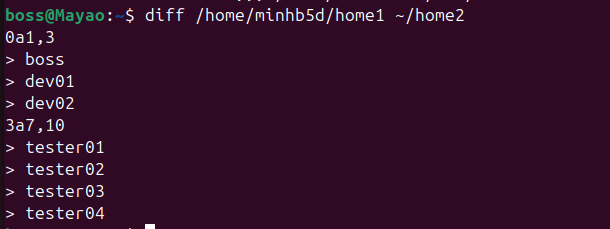 boss@Mayao:~$ diff /home/minhb5d/home1 ~/home2
0a1,3
> boss
> dev01
> dev02
3a7,10
> tester01
> tester02
> tester03
> tester04